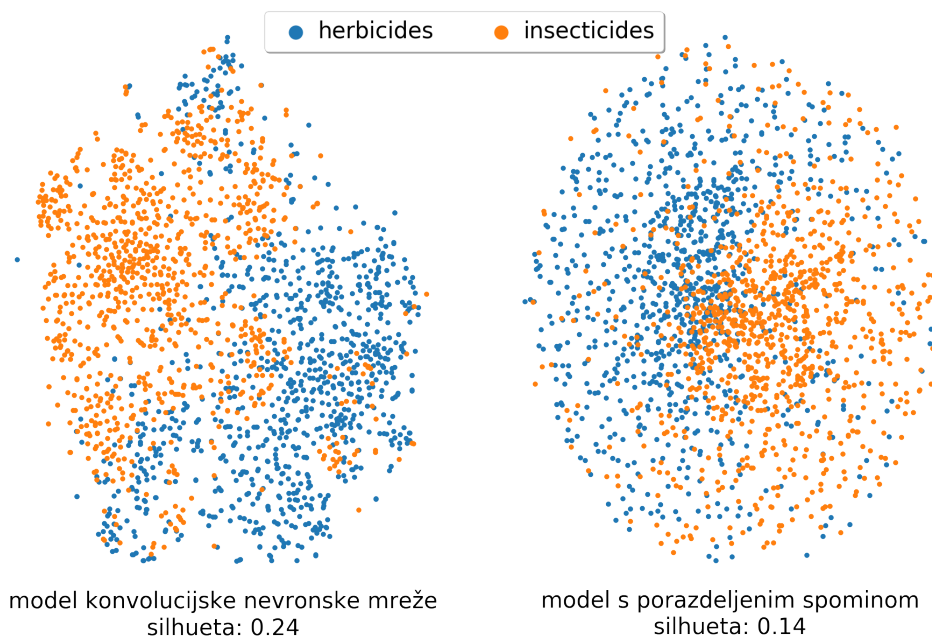 herbicides insecticides
model konvolucijske nevronske mreže
silhueta: 0.24
model s porazdeljenim spominom
silhueta: 0.14